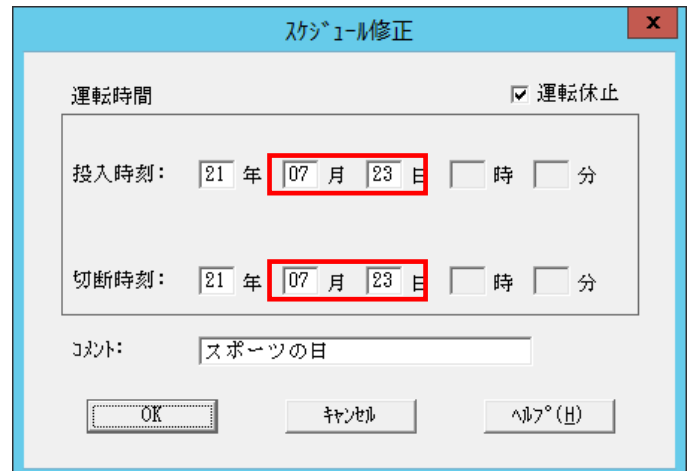 ｽｹｼﾞｭｰﾙ修正
x
運転時間 運転休止
投入時刻： 21 年 07 月 23 日 時 分
切断時刻： 21 年 07 月 23 日 時 分
ｺﾒﾝﾄ： スポーツの日
OK ｷｬﾝｾﾙ ﾍﾙﾌﾟ(H)